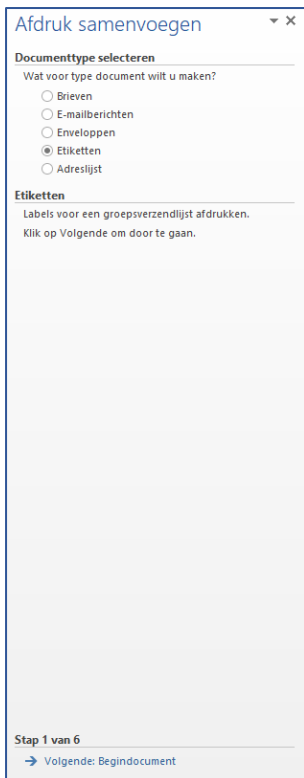 Afdruk samenvoegen
Documenttype selecteren
Wat voor type document wilt u maken?
Brieven
E-mailberichten
Enveloppen
Etiketten
Adreslijst
Etiketten
Labels voor een groepsverzendlijst afdrukken.
Klik op Volgende om door te gaan.
Stap 1 van 6
Volgende: Begindocument